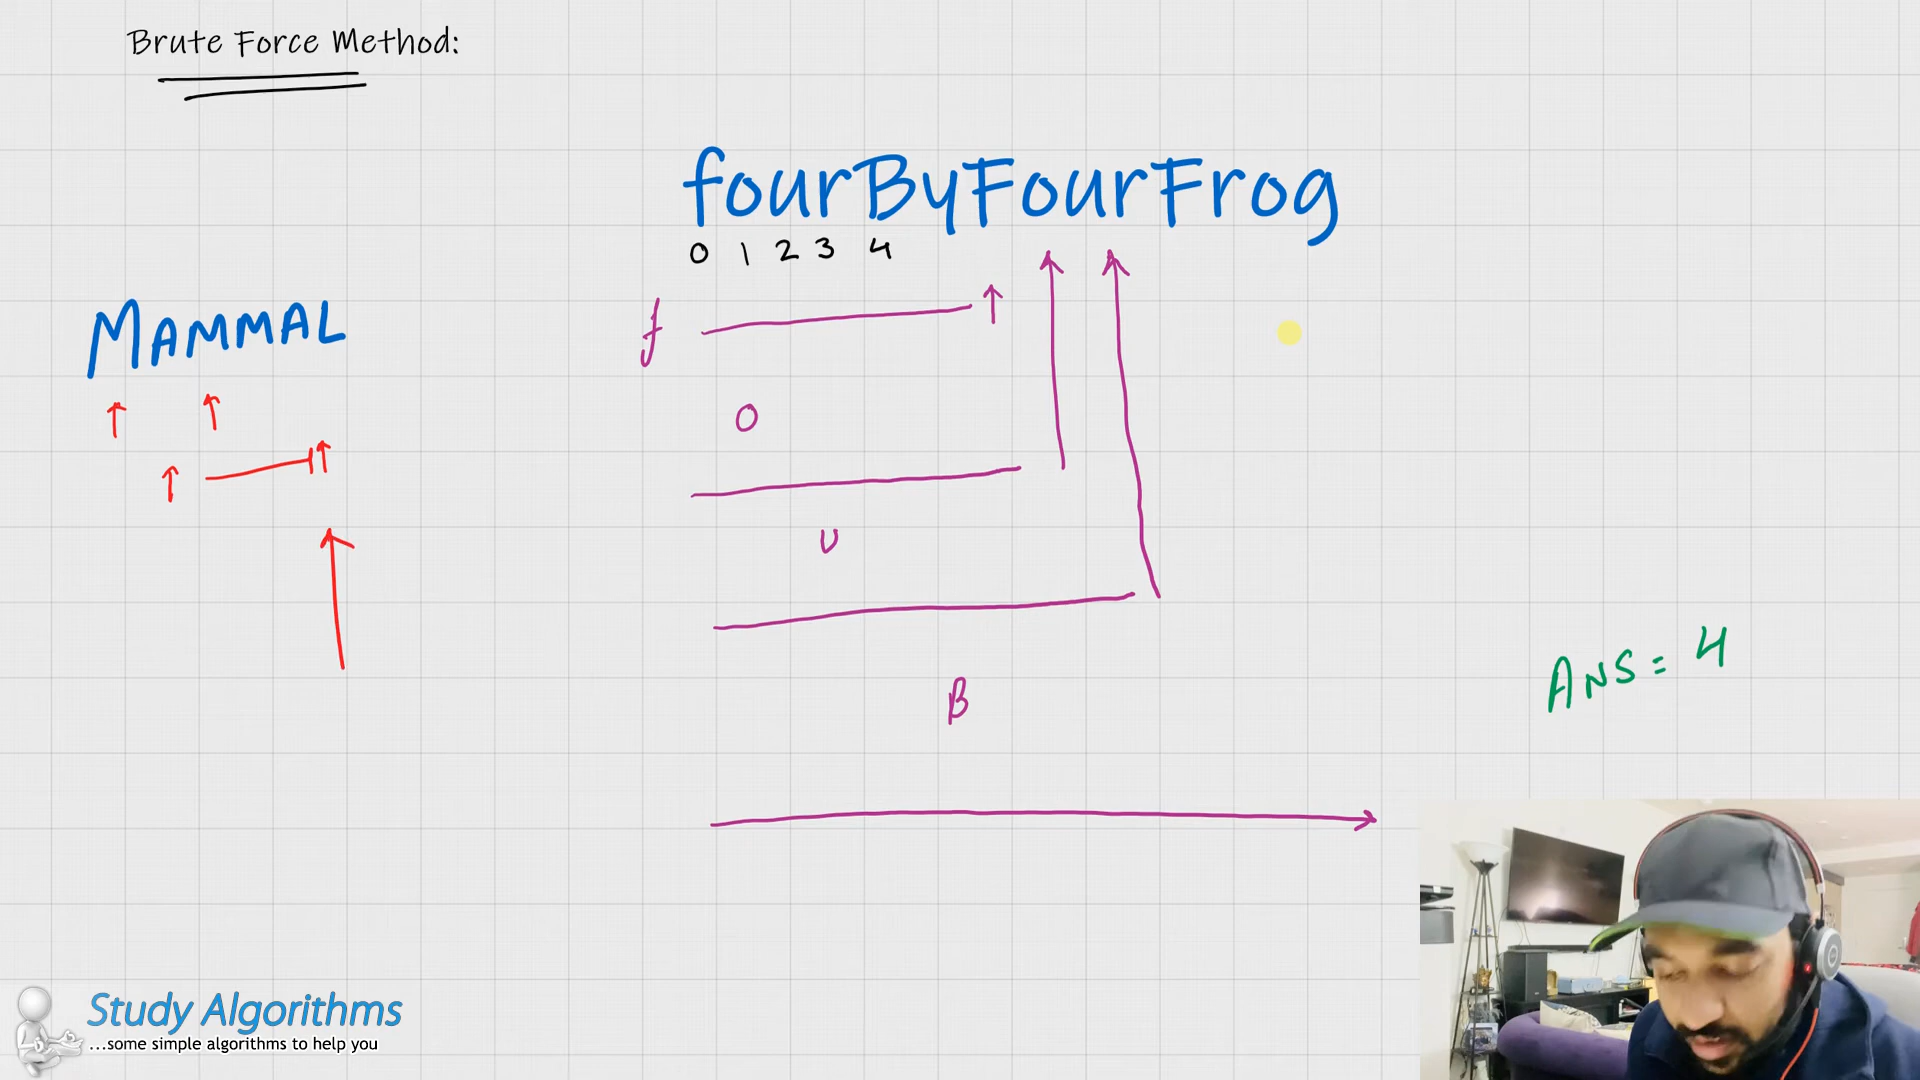 Brute Force Method:
fourByFourFrog
0 1 2 3 4
MAMMAL
f
O
U
B
ANS = 4
Study Algorithms
...some simple algorithms to help you